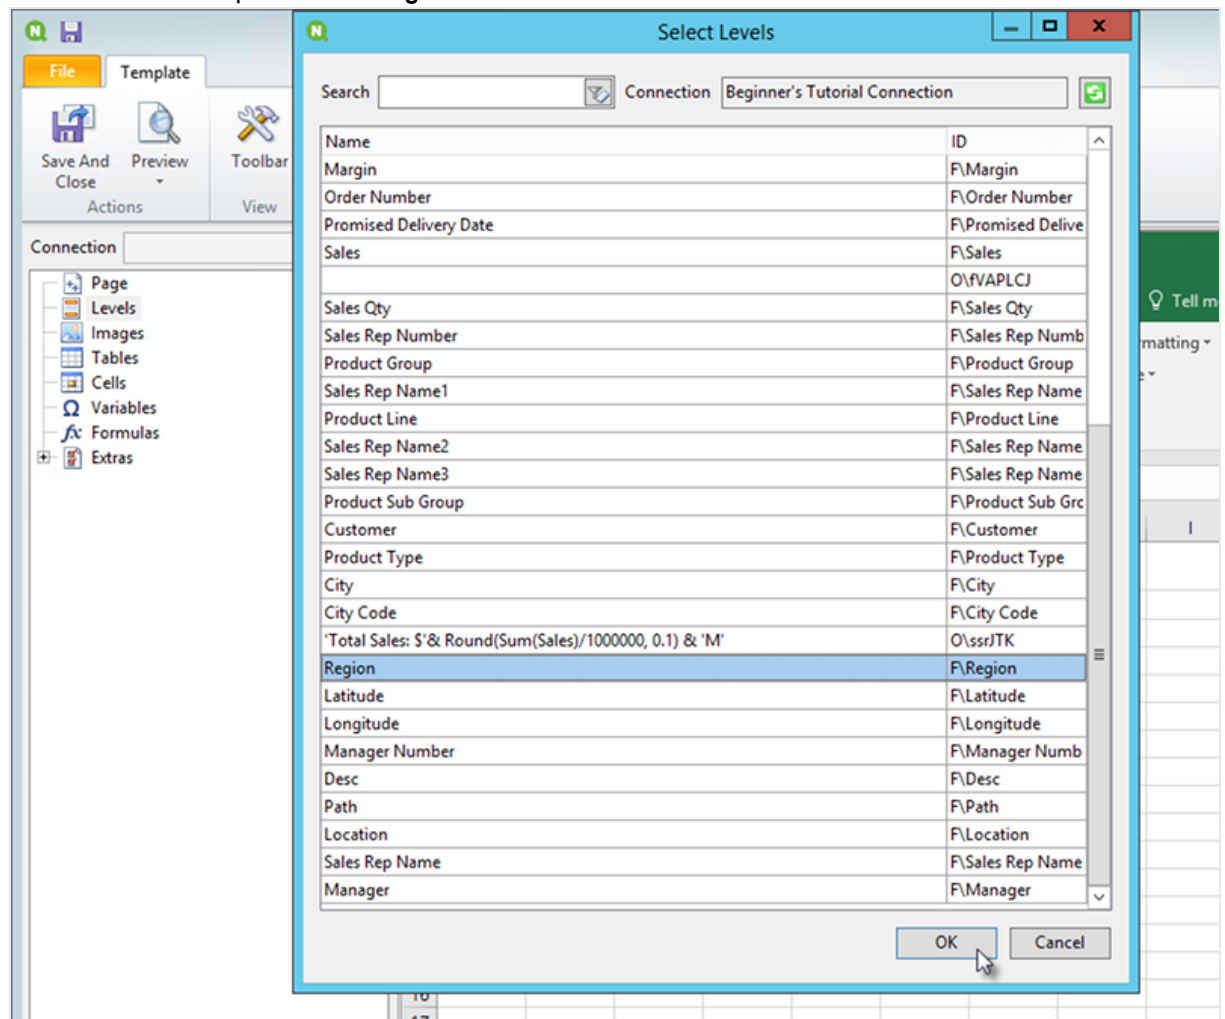 Select Levels
File
Template
Save And
Close
Preview
Toolbar
Actions
View
Connection
Page
Levels
Images
Tables
Cells
Variables
Formulas
Extras
Search
Connection
Beginner's Tutorial Connection
Name ID
Margin F\Margin
Order Number F\Order Number
Promised Delivery Date F\Promised Delive
Sales F\Sales
O\fVAPLCJ
Sales Qty F\Sales Qty
Sales Rep Number F\Sales Rep Numb
Product Group F\Product Group
Sales Rep Name1 F\Sales Rep Name
Product Line F\Product Line
Sales Rep Name2 F\Sales Rep Name
Sales Rep Name3 F\Sales Rep Name
Product Sub Group F\Product Sub Grc
Customer F\Customer
Product Type F\Product Type
City F\City
City Code F\City Code
'Total Sales: $'& Round(Sum(Sales)/1000000, 0.1) & 'M' O\ssrJTK
Region F\Region
Latitude F\Latitude
Longitude F\Longitude
Manager Number F\Manager Numb
Desc F\Desc
Path F\Path
Location F\Location
Sales Rep Name F\Sales Rep Name
Manager F\Manager
OK
Cancel
Tell m
rmatting
I